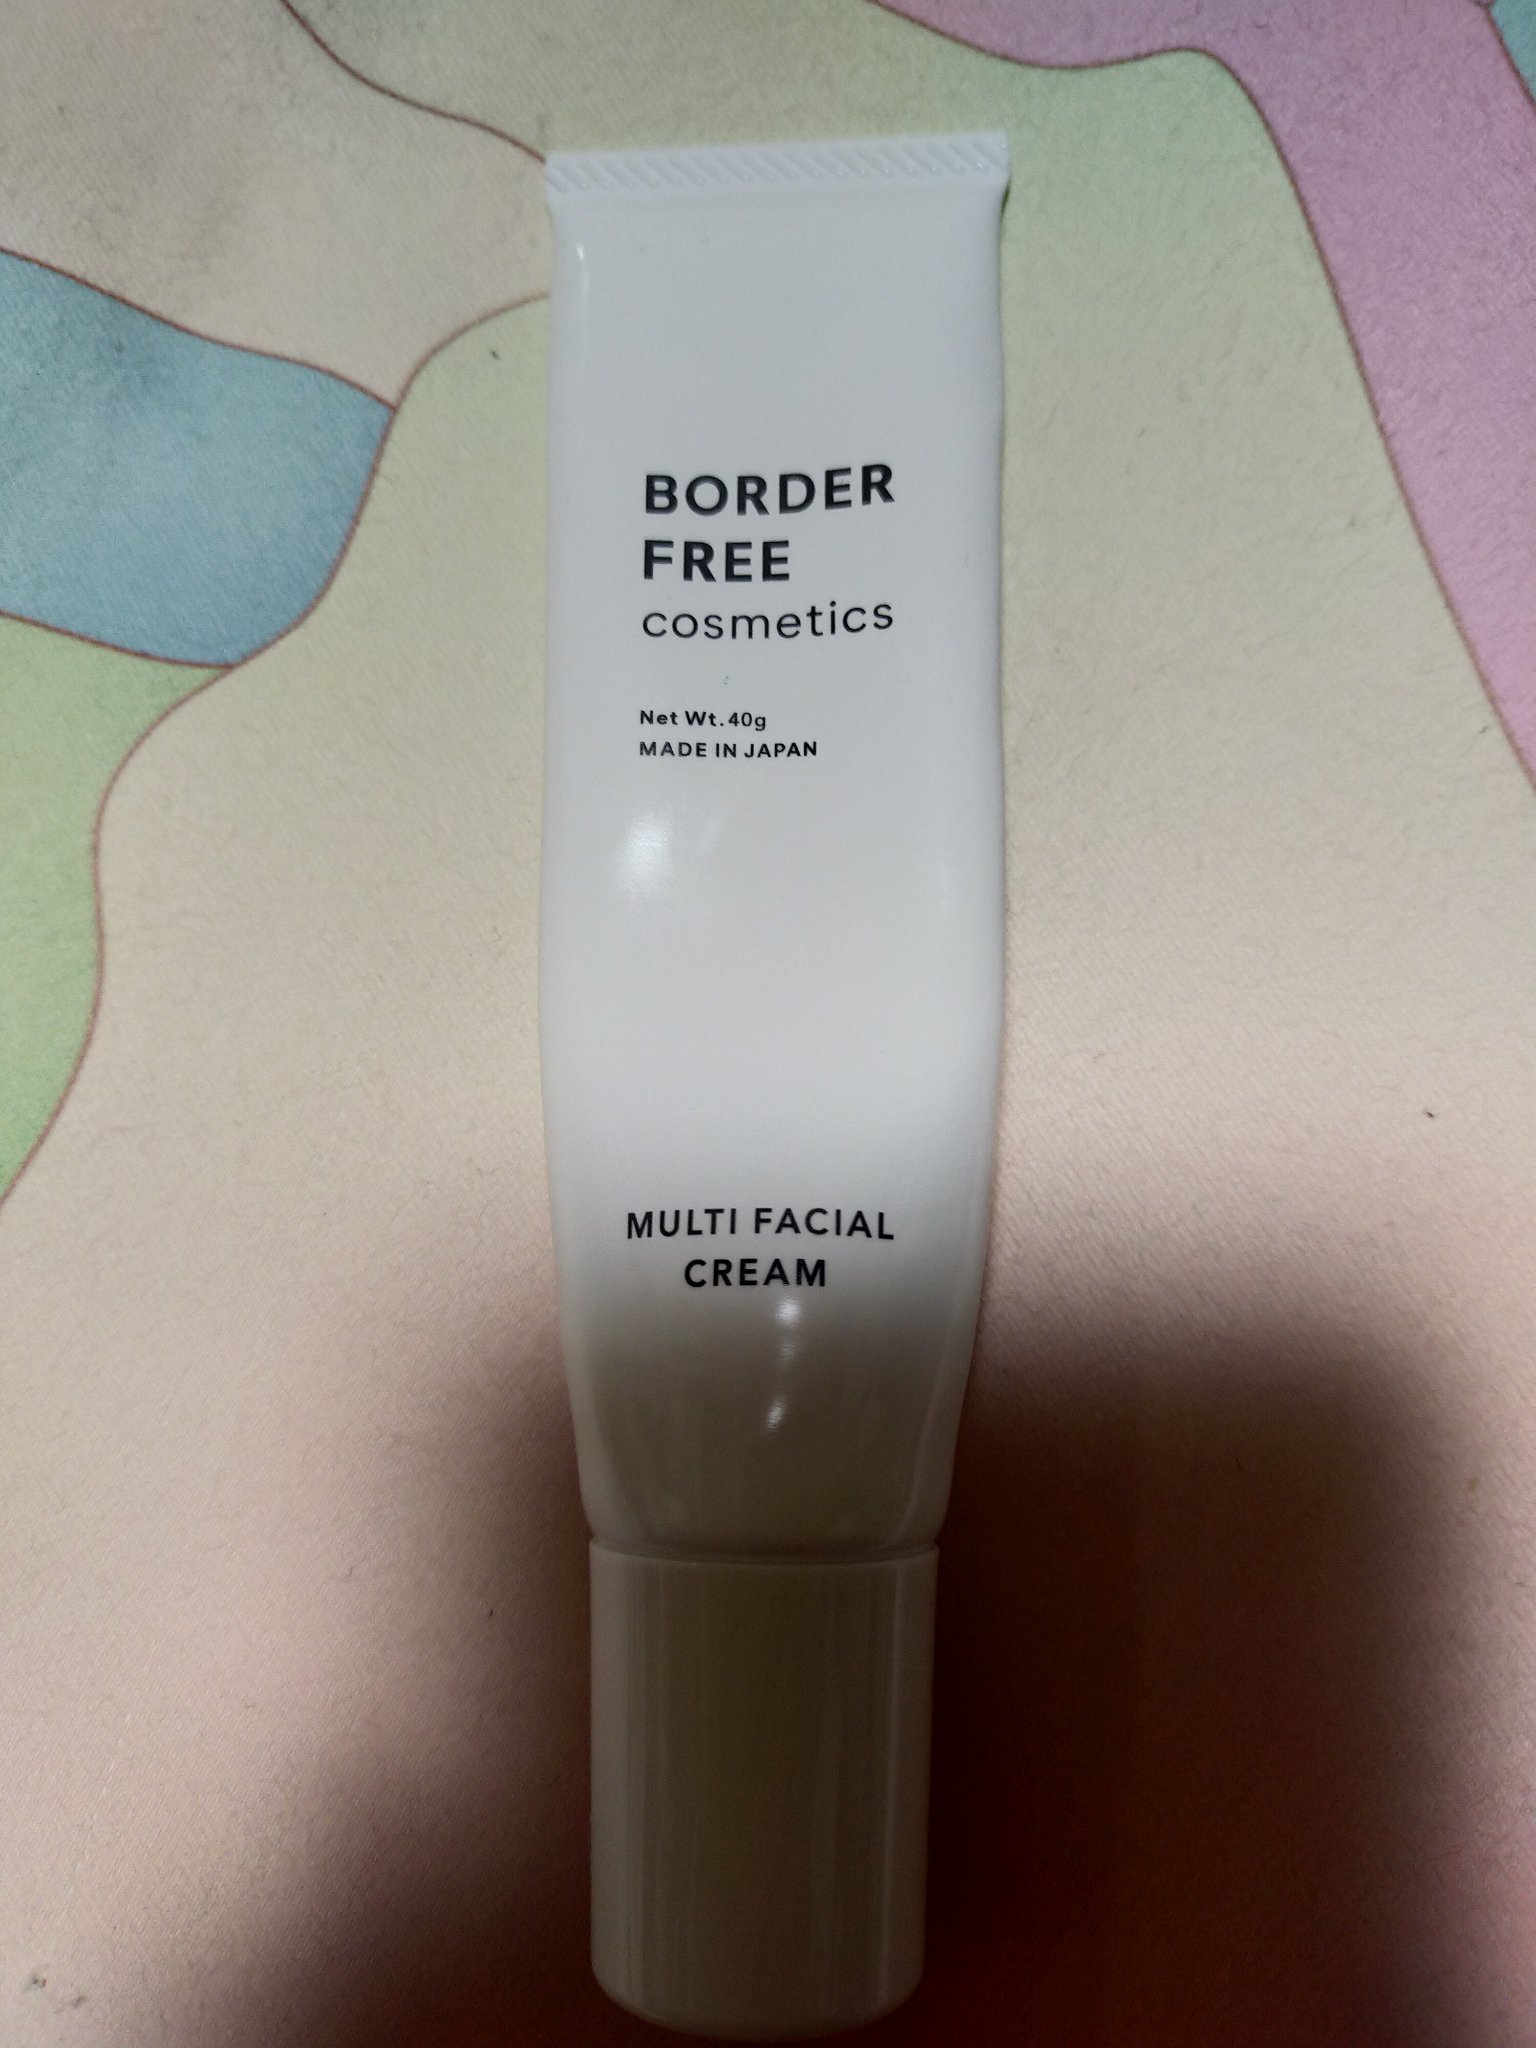 BORDER
FREE
cosmetics
Net Wt. 40g
MADE IN JAPAN
MULTI FACIAL
CREAM